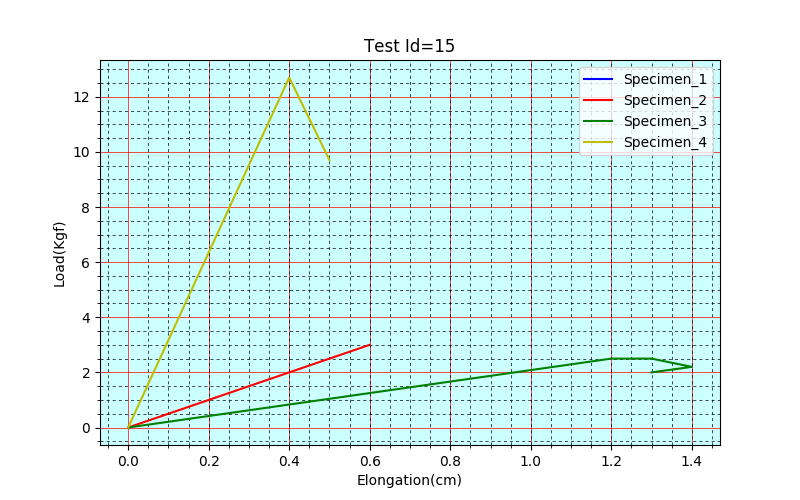 Test Id=15
Specimen_1
Specimen_2
Specimen_3
Specimen_4
Load(Kgf)
12
10
8
6
4
2
0
0.0 0.2 0.4 0.6 0.8 1.0 1.2 1.4
Elongation(cm)